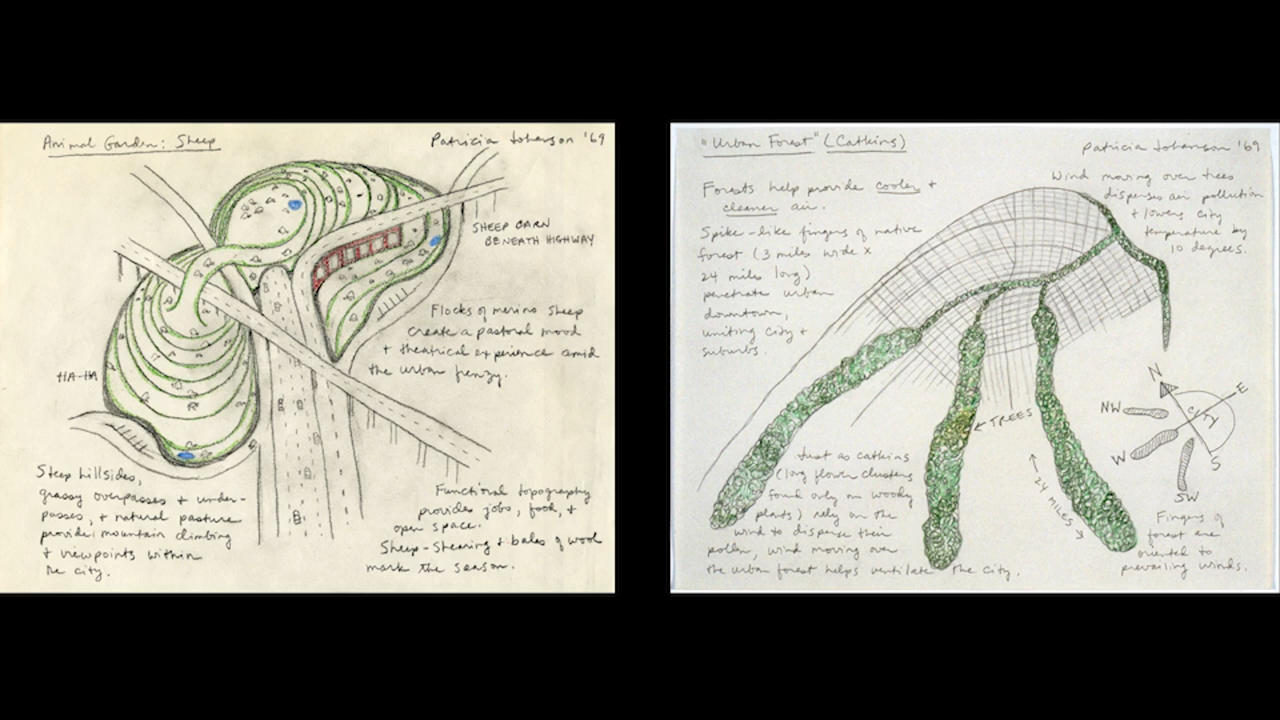 Animal Garden: Sheep
Patricia Johanson '69
SHEEP BARN
BENEATH HIGHWAY
Flocks of merino sheep
create a pastoral mood
+ theatrical experience amid
the urban frenzy.
HA-HA
Steep hillsides,
grassy overpasses + under-
passes, + natural pasture
provide mountain climbing
+ viewpoints within
the city.
Functional topography
provides jobs, food, +
open space.
Sheep-Shearing + bales of wool
mark the season.
"Urban Forest" (Catkins)
Patricia Johanson '69
Forests help provide cooler +
cleaner air.
Spike-like fingers of native
forest (3 miles wide x
24 miles long)
penetrate urban
downtown,
uniting city +
suburbs.
Wind moving over trees
disperses air pollution
+ lowers city
temperature by
10 degrees.
N
E
CITY
NW
W
S
SW
← TREES
← 24 MILES →
Just as catkins
(long flower clusters
found only on woody
plants) rely on the
wind to disperse their
pollen, wind moving over
the urban forest helps ventilate the city.
Fingers of
forest are
oriented to
prevailing winds.